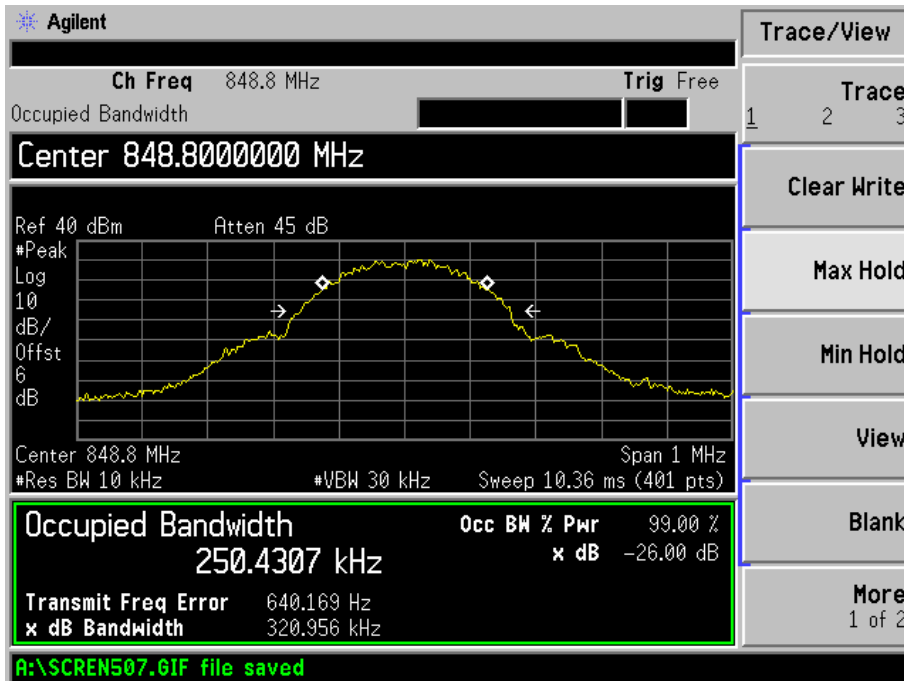 Agilent
Trace/View
Ch Freq 848.8 MHz Trig Free
Occupied Bandwidth
Center 848.8000000 MHz
Ref 40 dBm Atten 45 dB
#Peak
Log
10
dB/
Offst
6
dB
Center 848.8 MHz Span 1 MHz
#Res BW 10 kHz #VBW 30 kHz Sweep 10.36 ms (401 pts)
Occupied Bandwidth
250.4307 kHz
Occ BW % Pwr 99.00 %
x dB -26.00 dB
Transmit Freq Error 640.169 Hz
x dB Bandwidth 320.956 kHz
A:\SCREN507.GIF file saved
Trace
1 2 3
Clear Write
Max Hold
Min Hold
View
Blank
More
1 of 2